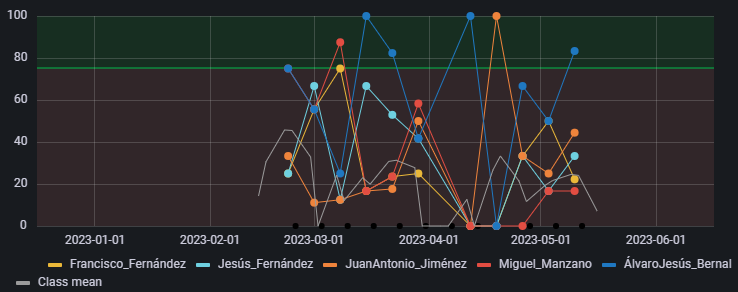 100
80
60
40
20
0
2023-01-01 2023-02-01 2023-03-01 2023-04-01 2023-05-01 2023-06-01
Francisco_Fernández Jesús_Fernández JuanAntonio_Jiménez Miguel_Manzano ÁlvaroJesús_Bernal
Class mean